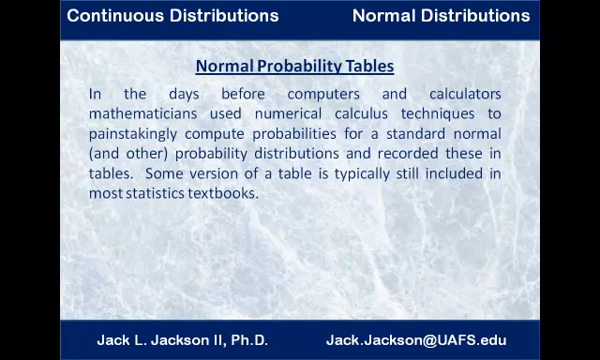 Continuous Distributions Normal Distributions
Normal Probability Tables
In the days before computers and calculators
mathematicians used numerical calculus techniques to
painstakingly compute probabilities for a standard normal
(and other) probability distributions and recorded these in
tables. Some version of a table is typically still included in
most statistics textbooks.
Jack L. Jackson II, Ph.D. Jack.Jackson@UAFS.edu